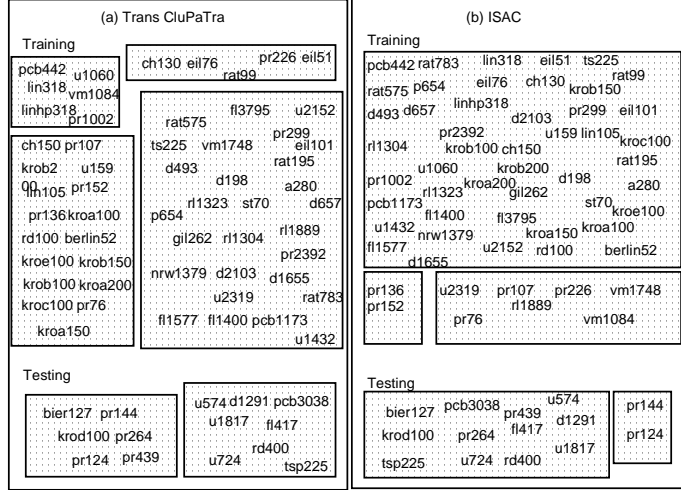 (a) Trans CluPaTra
Training
pcb442 u1060
lin318 vm1084
linhp318
pr1002
ch130 eil76 pr226 eil51
rat99
ch150 pr107
krob2
00 u159
lin105 pr152
pr136 kroa100
rd100 berlin52
kroe100 krob150
krob100 kroa200
kroc100 pr76
kroa150
fl3795 u2152
rat575
pr299
ts225 vm1748 eil101
rat195
d493
d198 a280
rl1323 st70 d657
p654
gil262 rl1304 rl1889
pr2392
nrw1379 d2103 d1655
u2319 rat783
fl1577 fl1400 pcb1173
u1432
Testing
bier127 pr144
krod100 pr264
pr124 pr439
u574 d1291 pcb3038
u1817 fl417
rd400
u724 tsp225
(b) ISAC
Training
pcb442 rat783 lin318 eil51 ts225
rat99
rat575 p654 eil76 ch130 krob150
d493 d657 linhp318 pr299 eil101
d2103
pr2392 u159 lin105 kroc100
rl1304 krob100 ch150
rat195
u1060 krob200
pr1002 kroa200 d198 a280
rl1323 gil262
pcb1173 st70 kroe100
fl1400 fl3795
u1432 nrw1379 kroa150 kroa100
fl1577 u2152 rd100 berlin52
d1655
pr136
pr152
u2319 pr107 pr226 vm1748
rl1889
pr76 vm1084
Testing
bier127 pcb3038 u574
pr439 d1291
krod100 pr264 fl417
u1817
tsp225 u724 rd400
pr144
pr124